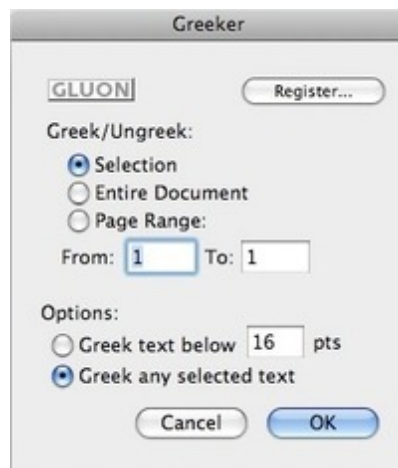 Greeker
GLUON
Register...
Greek/Ungreek:
Selection
Entire Document
Page Range:
From: 1 To: 1
Options:
Greek text below 16 pts
Greek any selected text
Cancel OK